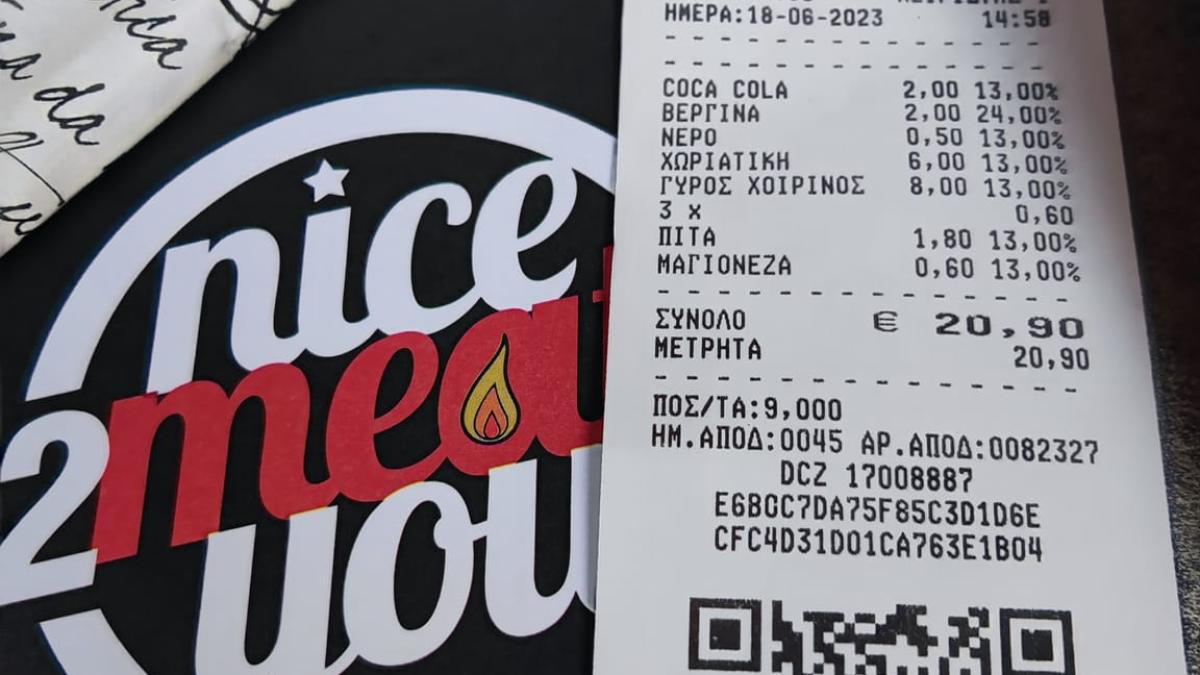 da
nice
2meat
you
ΗΜΕΡΑ:18-06-2023 14:58
COCA COLA 2,00 13,00%
ΒΕΡΓΙΝΑ 2,00 24,00%
ΝΕΡΟ 0,50 13,00%
ΧΩΡΙΑΤΙΚΗ 6,00 13,00%
ΓΥΡΟΣ ΧΟΙΡΙΝΟΣ 8,00 13,00%
3 x 0,60
ΠΙΤΑ 1,80 13,00%
ΜΑΓΙΟΝΕΖΑ 0,60 13,00%
ΣΥΝΟΛΟ € 20,90
ΜΕΤΡΗΤΑ 20,90
ΠΟΣ/ΤΑ:9,000
ΗΜ.ΑΠΟΔ:0045 ΑΡ.ΑΠΟΔ:0082327
DCZ 17008887
E6B0C7DA75F85C3D1D6E
CFC4D31D01CA763E1B04